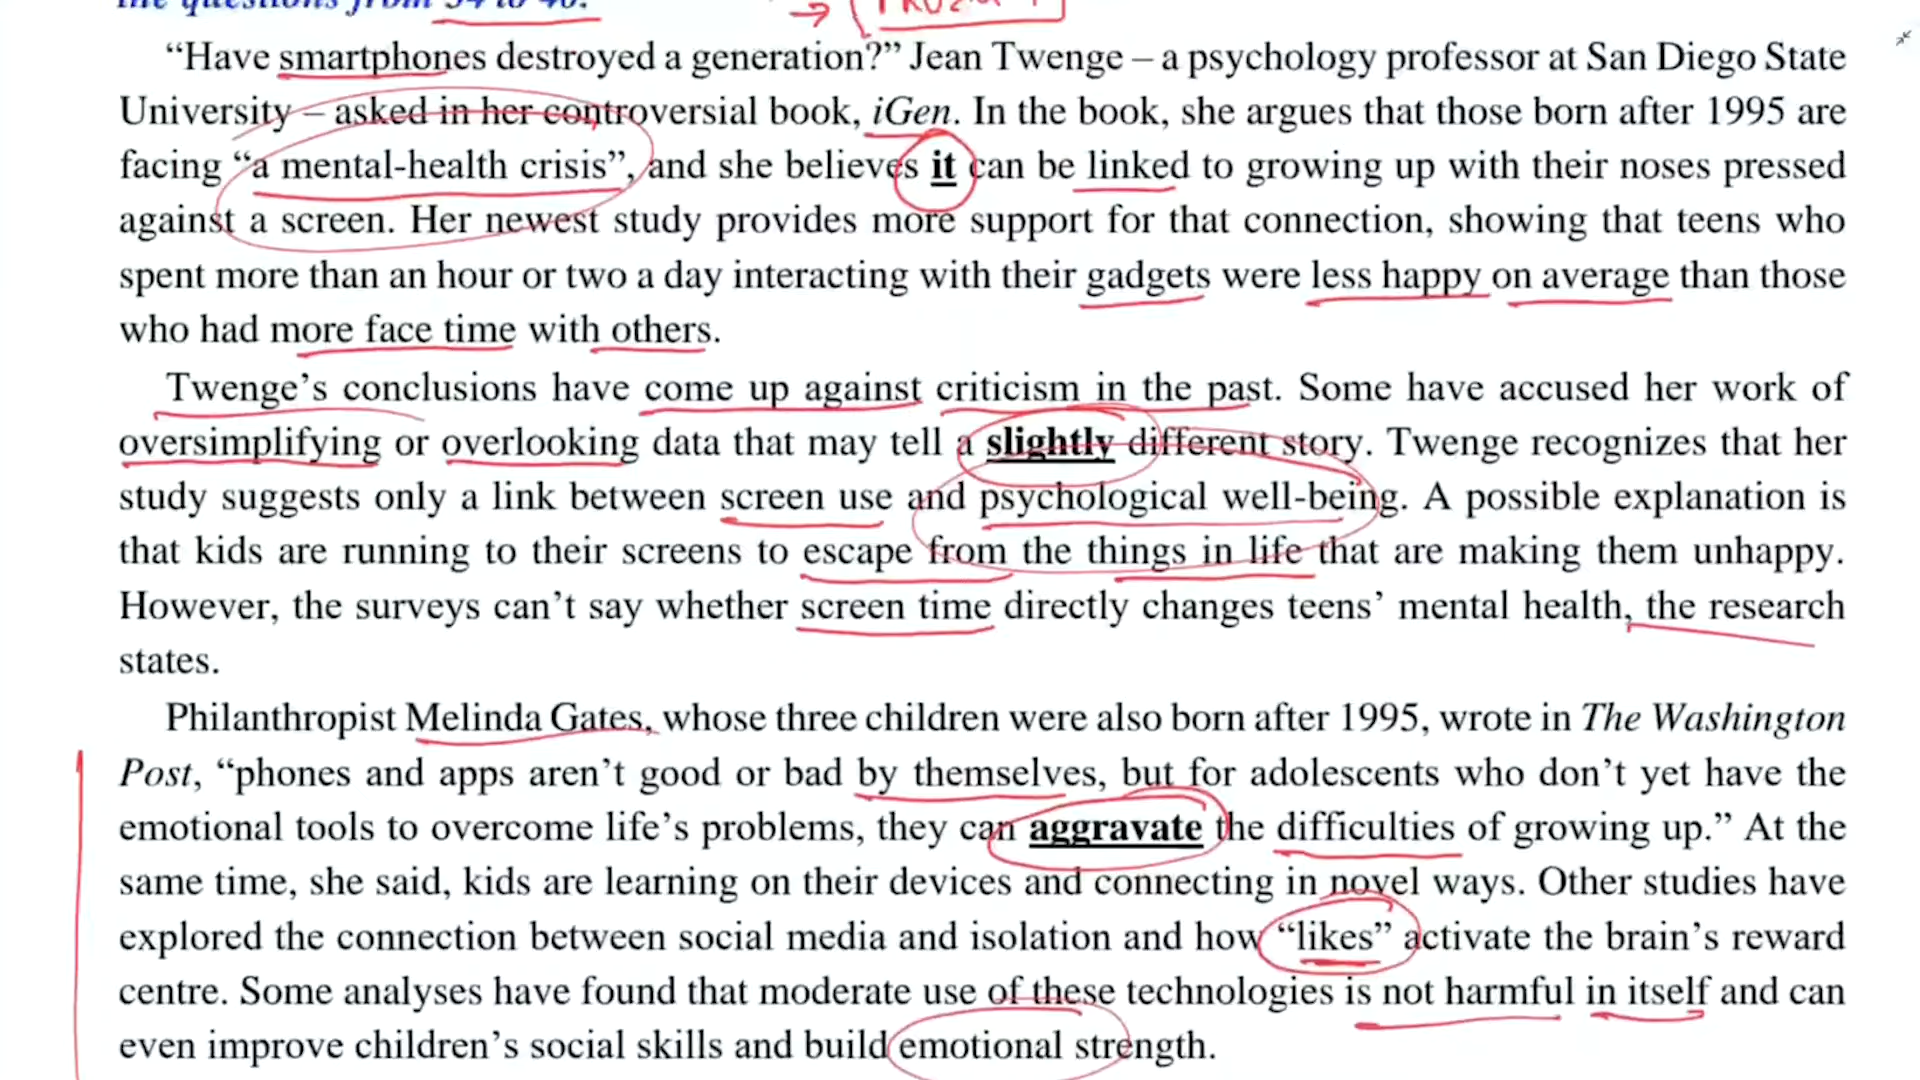 the questions from 34 to 40.
“Have smartphones destroyed a generation?” Jean Twenge – a psychology professor at San Diego State
University – asked in her controversial book, iGen. In the book, she argues that those born after 1995 are
facing “a mental-health crisis”, and she believes it can be linked to growing up with their noses pressed
against a screen. Her newest study provides more support for that connection, showing that teens who
spent more than an hour or two a day interacting with their gadgets were less happy on average than those
who had more face time with others.
Twenge’s conclusions have come up against criticism in the past. Some have accused her work of
oversimplifying or overlooking data that may tell a slightly different story. Twenge recognizes that her
study suggests only a link between screen use and psychological well-being. A possible explanation is
that kids are running to their screens to escape from the things in life that are making them unhappy.
However, the surveys can’t say whether screen time directly changes teens’ mental health, the research
states.
Philanthropist Melinda Gates, whose three children were also born after 1995, wrote in The Washington
Post, “phones and apps aren’t good or bad by themselves, but for adolescents who don’t yet have the
emotional tools to overcome life’s problems, they can aggravate the difficulties of growing up.” At the
same time, she said, kids are learning on their devices and connecting in novel ways. Other studies have
explored the connection between social media and isolation and how “likes” activate the brain’s reward
centre. Some analyses have found that moderate use of these technologies is not harmful in itself and can
even improve children’s social skills and build emotional strength.